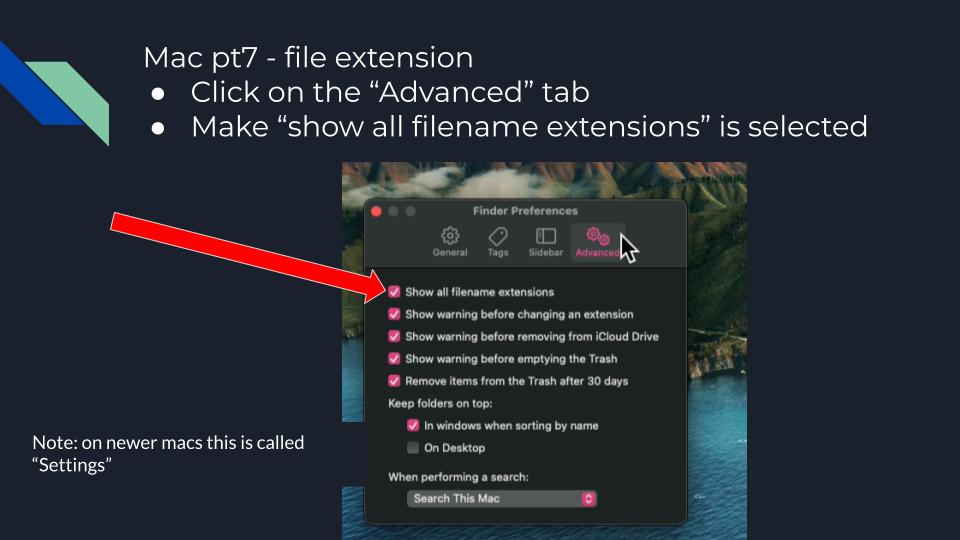 Mac pt7 - file extension
● Click on the “Advanced” tab
● Make “show all filename extensions” is selected
Finder Preferences
General Tags Sidebar Advanced
Show all filename extensions
Show warning before changing an extension
Show warning before removing from iCloud Drive
Show warning before emptying the Trash
Remove items from the Trash after 30 days
Keep folders on top:
In windows when sorting by name
On Desktop
When performing a search:
Search This Mac
Note: on newer macs this is called
“Settings”